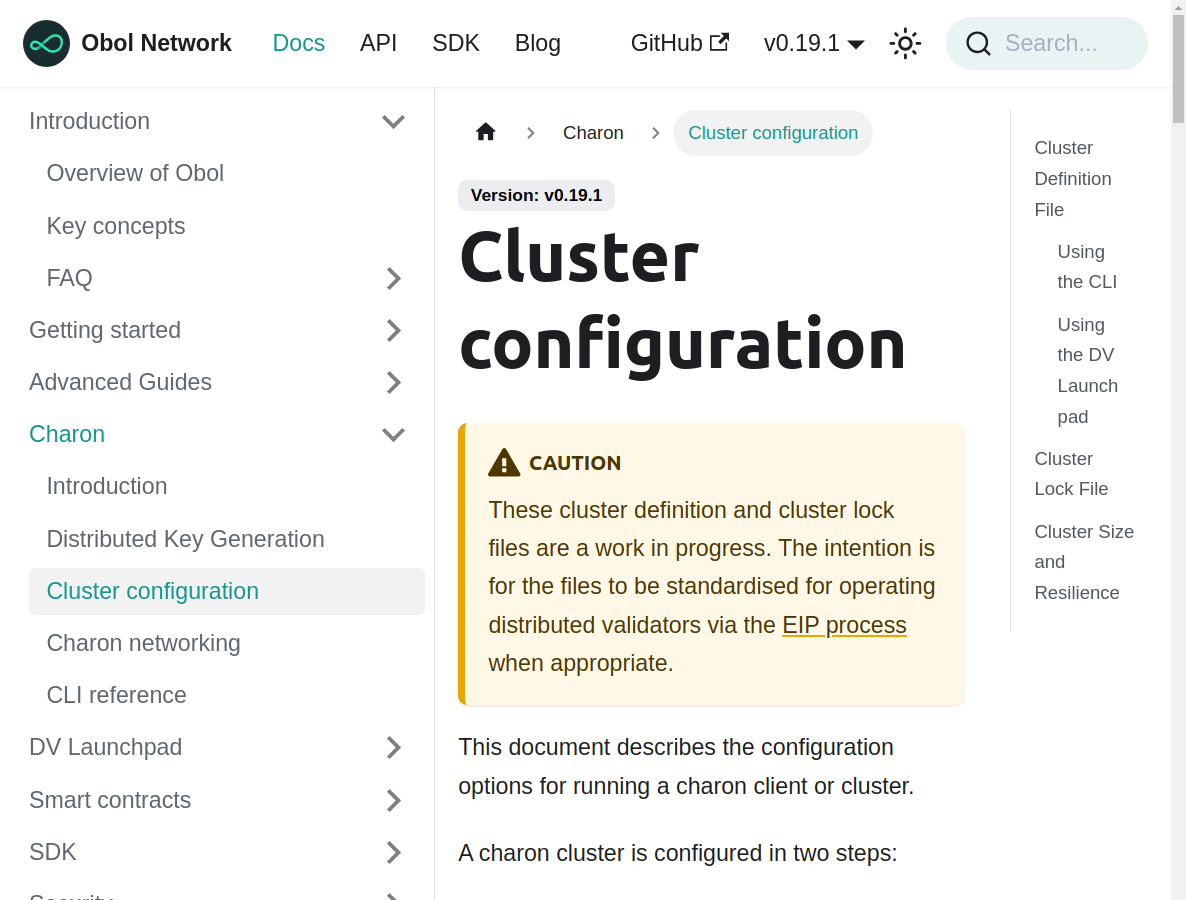 Obol Network
Docs
API
SDK
Blog
GitHub
v0.19.1
Search...
Introduction
Overview of Obol
Key concepts
FAQ
Getting started
Advanced Guides
Charon
Introduction
Distributed Key Generation
Cluster configuration
Charon networking
CLI reference
DV Launchpad
Smart contracts
SDK
Security
Charon
Cluster configuration
Version: v0.19.1
Cluster
configuration
CAUTION
These cluster definition and cluster lock
files are a work in progress. The intention is
for the files to be standardised for operating
distributed validators via the EIP process
when appropriate.
This document describes the configuration
options for running a charon client or cluster.
A charon cluster is configured in two steps:
Cluster
Definition
File
Using
the CLI
Using
the DV
Launch
pad
Cluster
Lock File
Cluster Size
and
Resilience